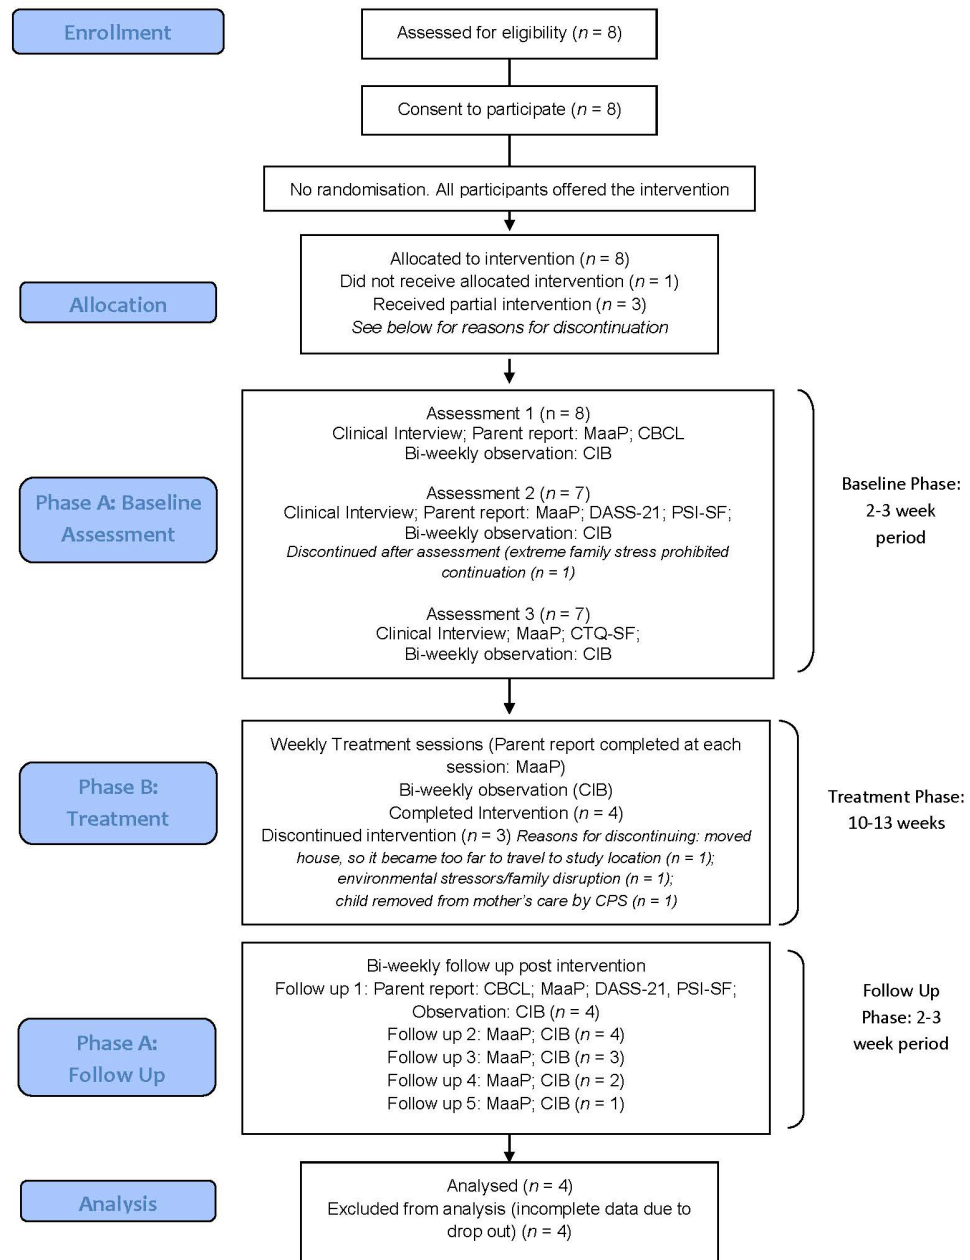 Enrollment
Assessed for eligibility (n = 8)
Consent to participate (n = 8)
No randomisation. All participants offered the intervention
Allocation
Allocated to intervention (n = 8)
Did not receive allocated intervention (n = 1)
Received partial intervention (n = 3)
See below for reasons for discontinuation
Phase A: Baseline
Assessment
Assessment 1 (n = 8)
Clinical Interview; Parent report: MaaP; CBCL
Bi-weekly observation: CIB
Assessment 2 (n = 7)
Clinical Interview; Parent report: MaaP; DASS-21; PSI-SF;
Bi-weekly observation: CIB
Discontinued after assessment (extreme family stress prohibited
continuation (n = 1)
Assessment 3 (n = 7)
Clinical Interview; MaaP; CTQ-SF;
Bi-weekly observation: CIB
Baseline Phase:
2-3 week
period
Phase B:
Treatment
Weekly Treatment sessions (Parent report completed at each
session: MaaP)
Bi-weekly observation (CIB)
Completed Intervention (n = 4)
Discontinued intervention (n = 3) Reasons for discontinuing: moved
house, so it became too far to travel to study location (n = 1);
environmental stressors/family disruption (n = 1);
child removed from mother's care by CPS (n = 1)
Treatment Phase:
10-13 weeks
Phase A:
Follow Up
Bi-weekly follow up post intervention
Follow up 1: Parent report: CBCL; MaaP; DASS-21, PSI-SF;
Observation: CIB (n = 4)
Follow up 2: MaaP; CIB (n = 4)
Follow up 3: MaaP; CIB (n = 3)
Follow up 4: MaaP; CIB (n = 2)
Follow up 5: MaaP; CIB (n = 1)
Follow Up
Phase: 2-3
week period
Analysis
Analysed (n = 4)
Excluded from analysis (incomplete data due to
drop out) (n = 4)